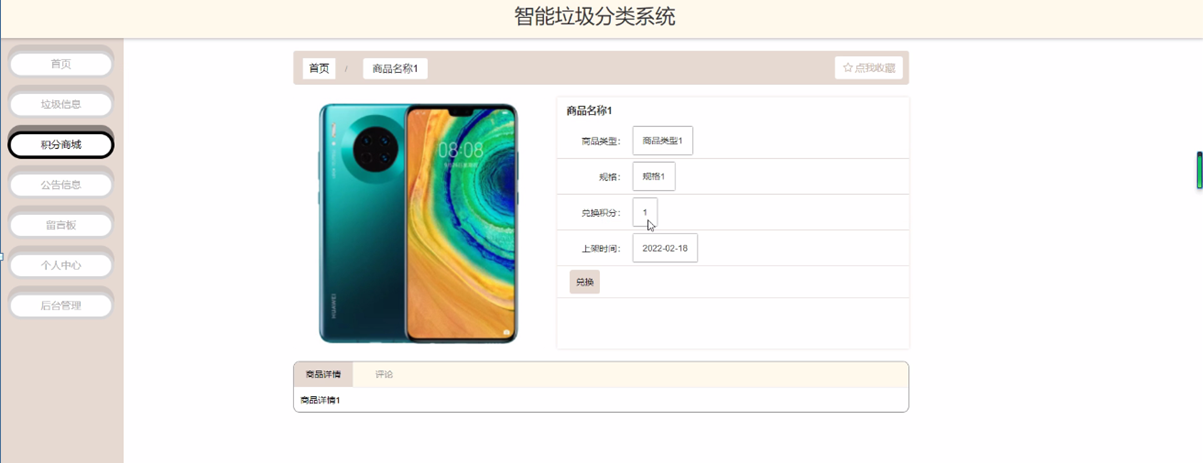 智能垃圾分类系统
首页
垃圾信息
积分商城
公告信息
留言板
个人中心
后台管理
首页 / 商品名称1
☆ 点我收藏
08:08
HUAWEI
商品名称1
商品类型: 商品类型1
规格: 规格1
兑换积分: 1
上架时间: 2022-02-18
兑换
商品详情 评论
商品详情1